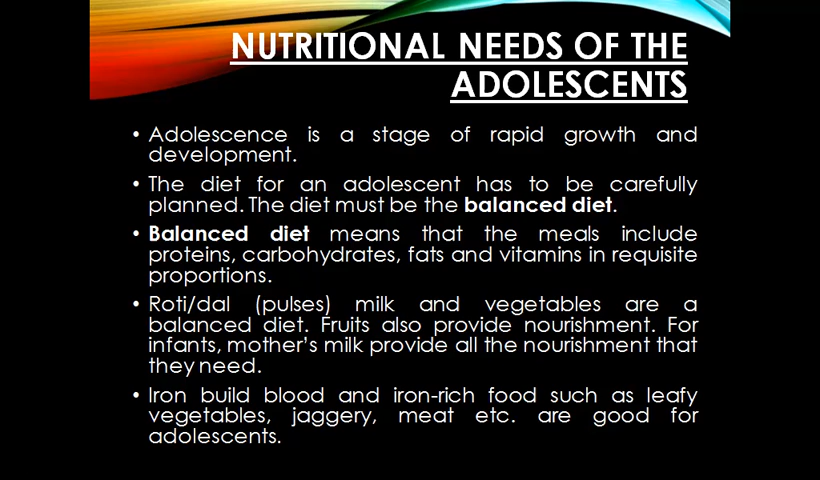 NUTRITIONAL NEEDS OF THE
ADOLESCENTS
• Adolescence is a stage of rapid growth and
development.
• The diet for an adolescent has to be carefully
planned. The diet must be the balanced diet.
• Balanced diet means that the meals include
proteins, carbohydrates, fats and vitamins in requisite
proportions.
• Roti/dal (pulses) milk and vegetables are a
balanced diet. Fruits also provide nourishment. For
infants, mother's milk provide all the nourishment that
they need.
• Iron build blood and iron-rich food such as leafy
vegetables, jaggery, meat etc. are good for
adolescents.